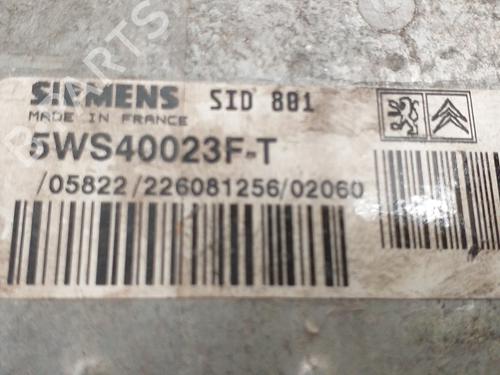 SIEMENS SID 801
MADE IN FRANCE
5WS40023F-T
/05822/226081256/02060